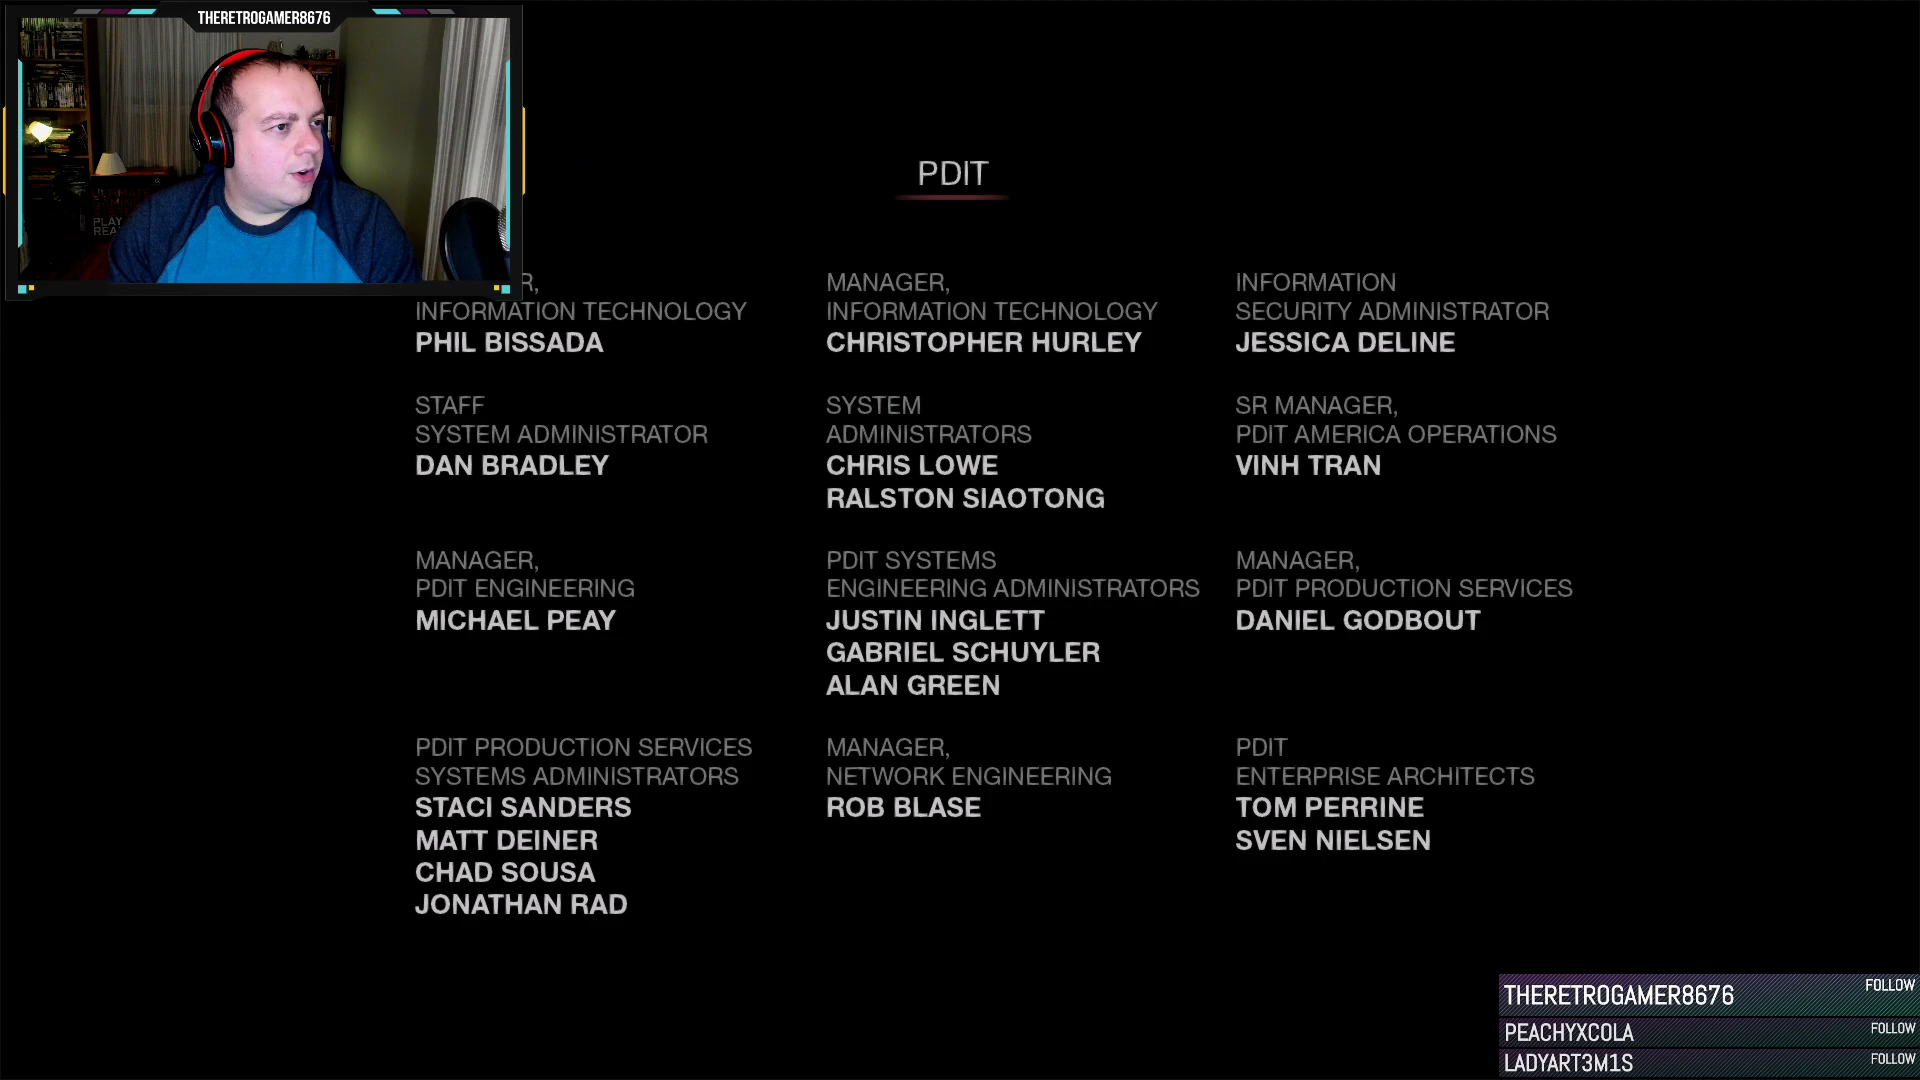 THERETROGAMER8676
PLAY
PDIT
R,
INFORMATION TECHNOLOGY
PHIL BISSADA
MANAGER,
INFORMATION TECHNOLOGY
CHRISTOPHER HURLEY
INFORMATION
SECURITY ADMINISTRATOR
JESSICA DELINE
STAFF
SYSTEM ADMINISTRATOR
DAN BRADLEY
SYSTEM
ADMINISTRATORS
CHRIS LOWE
RALSTON SIAOTONG
SR MANAGER,
PDIT AMERICA OPERATIONS
VINH TRAN
MANAGER,
PDIT ENGINEERING
MICHAEL PEAY
PDIT SYSTEMS
ENGINEERING ADMINISTRATORS
JUSTIN INGLETT
GABRIEL SCHUYLER
ALAN GREEN
MANAGER,
PDIT PRODUCTION SERVICES
DANIEL GODBOUT
PDIT PRODUCTION SERVICES
SYSTEMS ADMINISTRATORS
STACI SANDERS
MATT DEINER
CHAD SOUSA
JONATHAN RAD
MANAGER,
NETWORK ENGINEERING
ROB BLASE
PDIT
ENTERPRISE ARCHITECTS
TOM PERRINE
SVEN NIELSEN
THERETROGAMER8676 FOLLOW
PEACHYXCOLA FOLLOW
LADYART3M1S FOLLOW